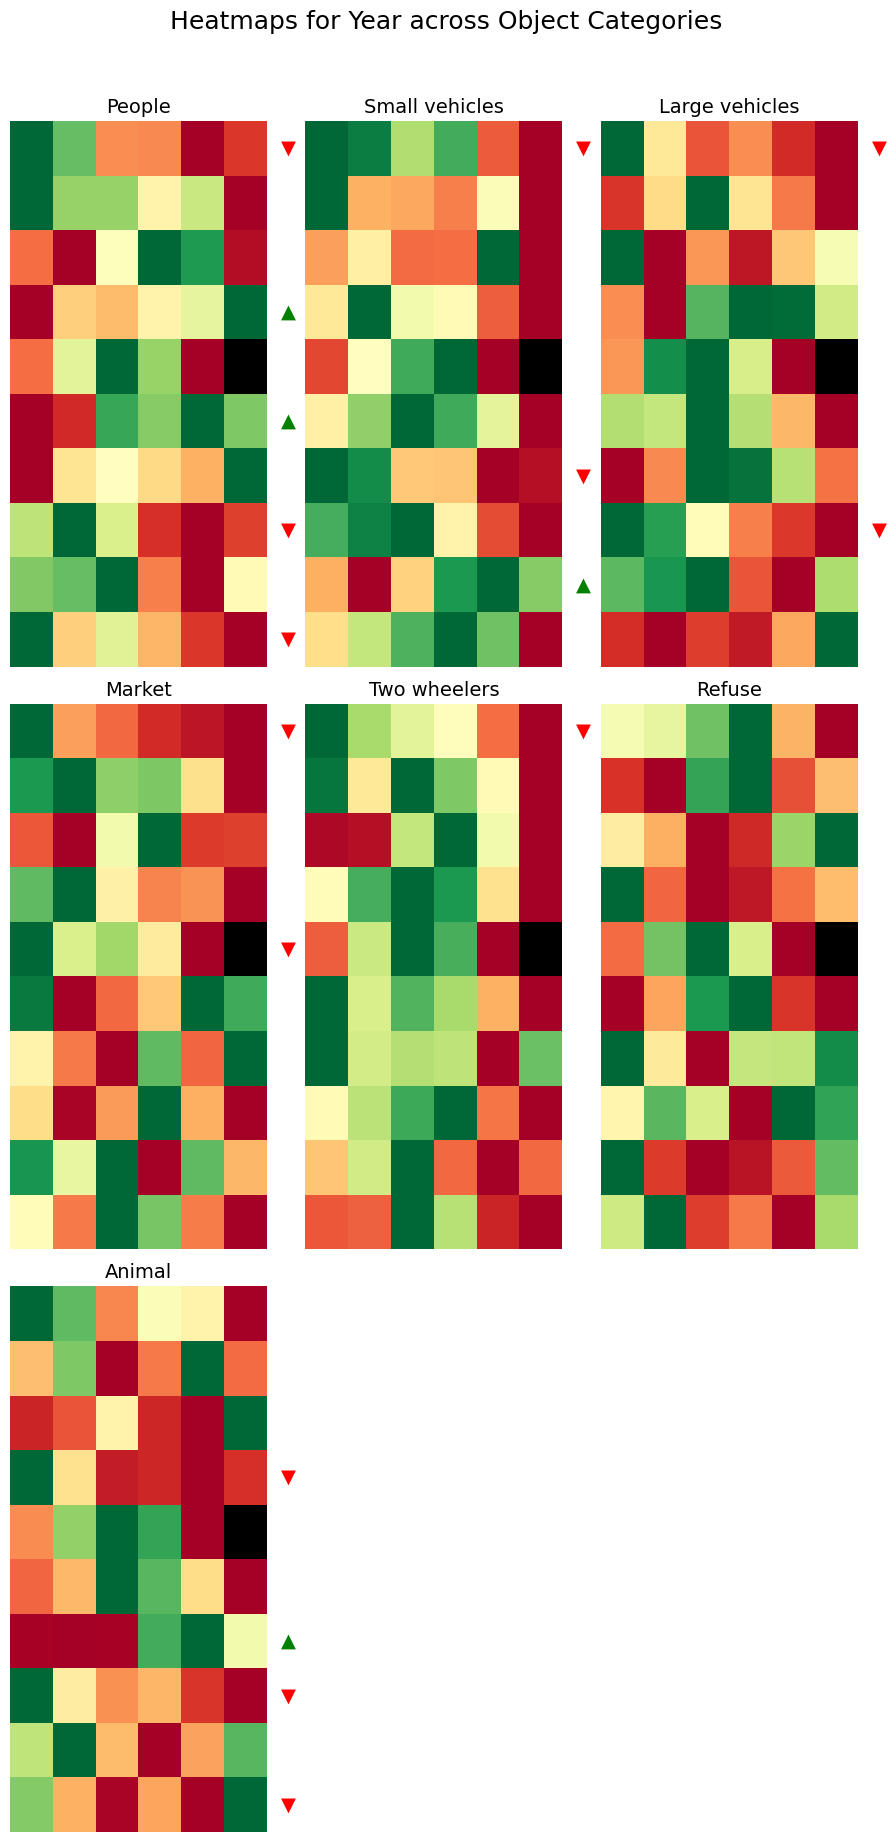 Heatmaps for Year across Object Categories
People
Small vehicles
Large vehicles
Market
Two wheelers
Refuse
Animal